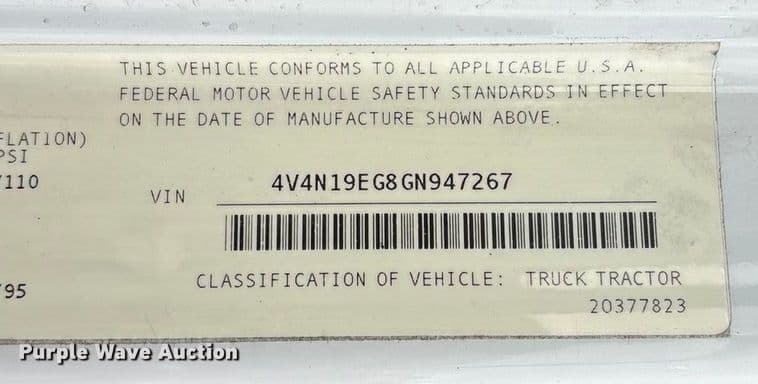 THIS VEHICLE CONFORMS TO ALL APPLICABLE U.S.A.
FEDERAL MOTOR VEHICLE SAFETY STANDARDS IN EFFECT
ON THE DATE OF MANUFACTURE SHOWN ABOVE.
FLATION)
PSI
/110
VIN 4V4N19EG8GN947267
CLASSIFICATION OF VEHICLE: TRUCK TRACTOR
/95
20377823
Purple Wave Auction